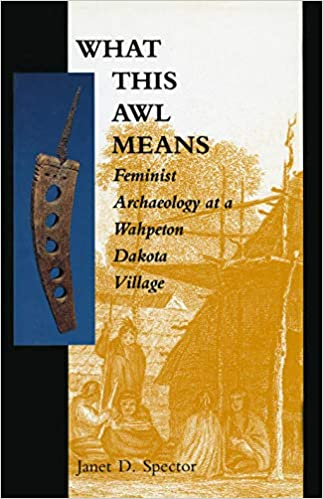 WHAT
THIS
AWL
MEANS
Feminist
Archaeology at a
Wahpeton
Dakota
Village
Janet D. Spector